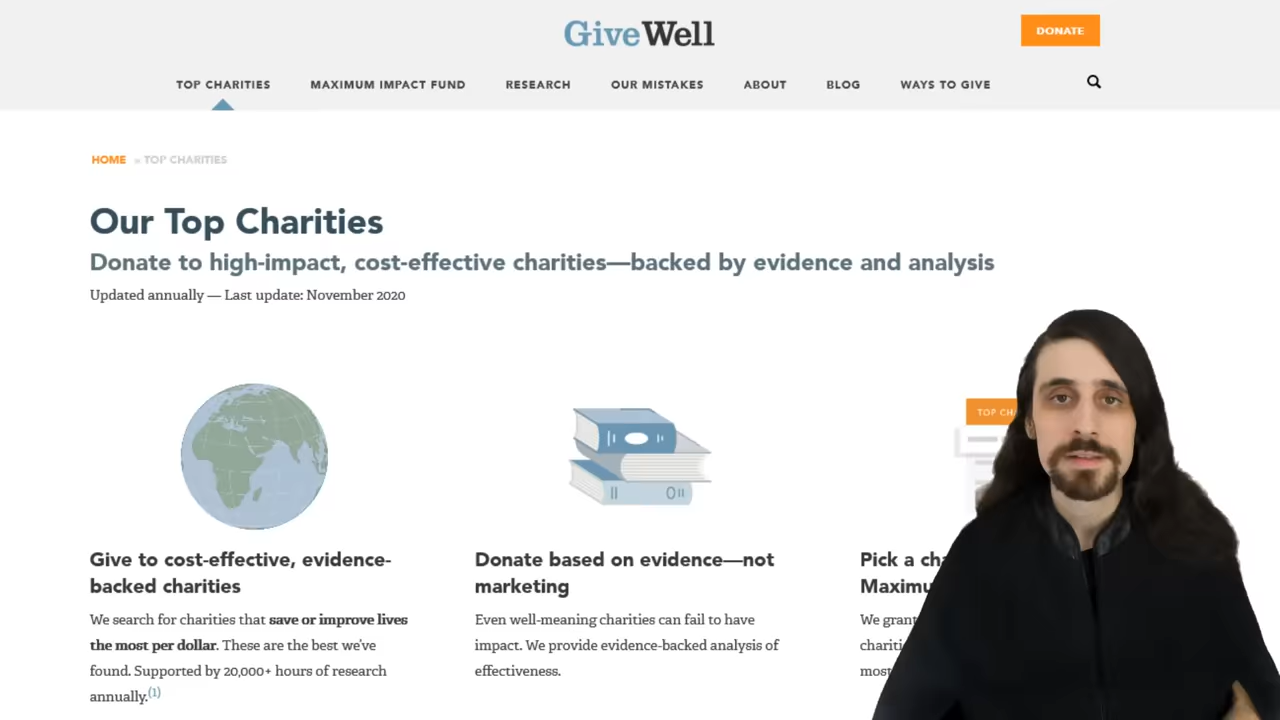 GiveWell
DONATE
TOP CHARITIES MAXIMUM IMPACT FUND RESEARCH OUR MISTAKES ABOUT BLOG WAYS TO GIVE
HOME » TOP CHARITIES
Our Top Charities
Donate to high-impact, cost-effective charities—backed by evidence and analysis
Updated annually — Last update: November 2020
TOP
Give to cost-effective, evidence-
backed charities
We search for charities that save or improve lives
the most per dollar. These are the best we've
found. Supported by 20,000+ hours of research
annually.(1)
Donate based on evidence—not
marketing
Even well-meaning charities can fail to have
impact. We provide evidence-backed analysis of
effectiveness.
Pick a
We